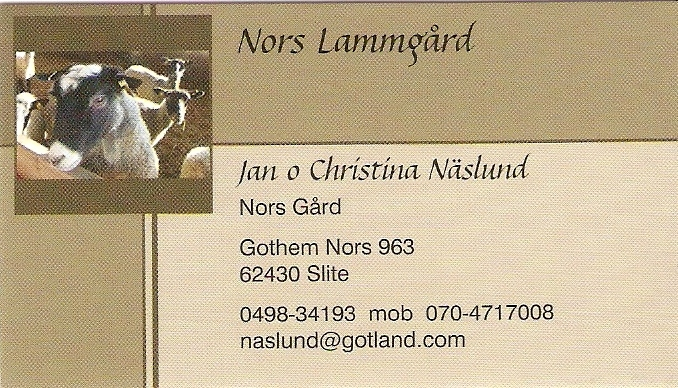 Nors Lammgård
Jan o Christina Näslund
Nors Gård
Gothem Nors 963
62430 Slite
0498-34193 mob 070-4717008
naslund@gotland.com